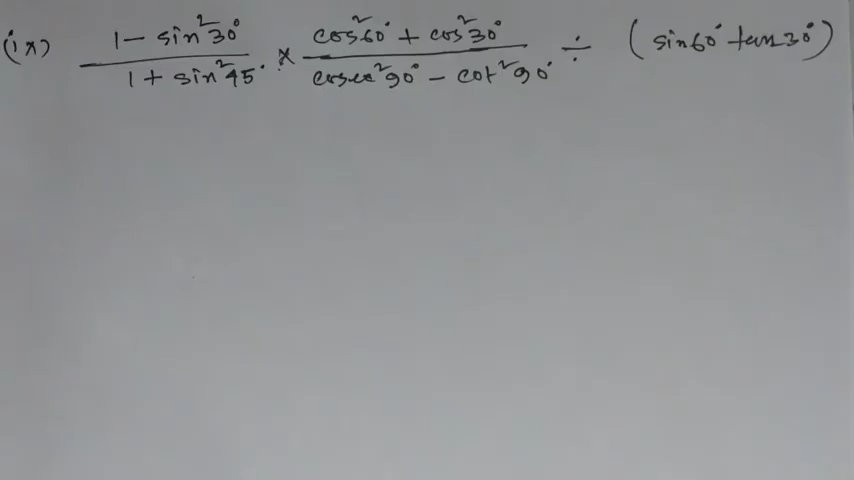 (ix) 1 − sin²30° / 1 + sin²45° × cos²60° + cos²30° / cosec²90° − cot²90° ÷ (sin60° tan30°)